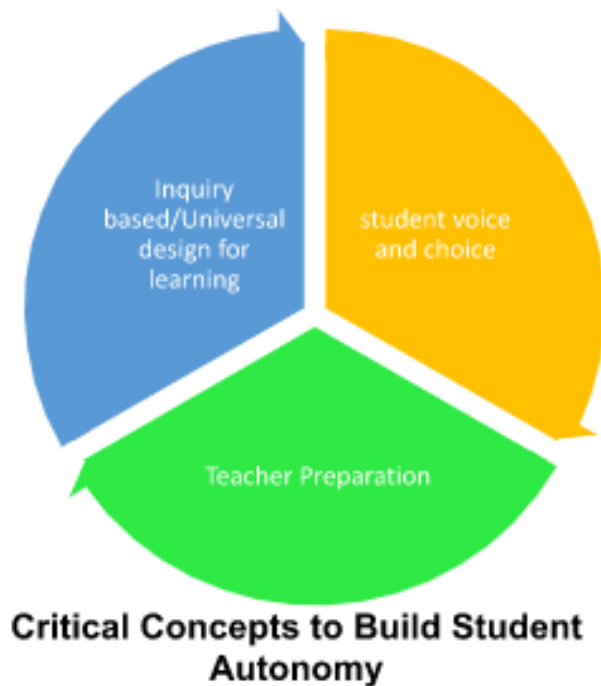 Inquiry
based/Universal
design for
learning
student voice
and choice
Teacher Preparation
Critical Concepts to Build Student
Autonomy